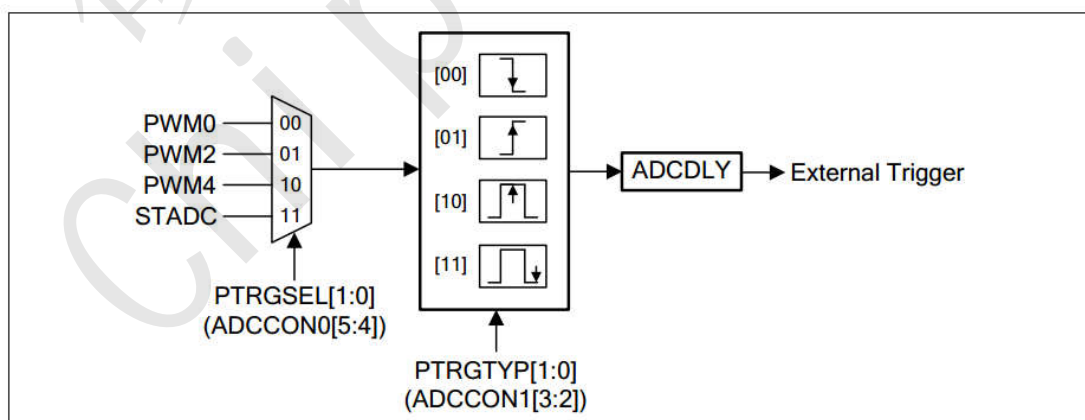 PWM0
PWM2
PWM4
STADC
00
01
10
11
PTRGSEL[1:0]
(ADCCON0[5:4])
[00]
[01]
[10]
[11]
PTRGTYP[1:0]
(ADCCON1[3:2])
ADCDLY
External Trigger
Chip